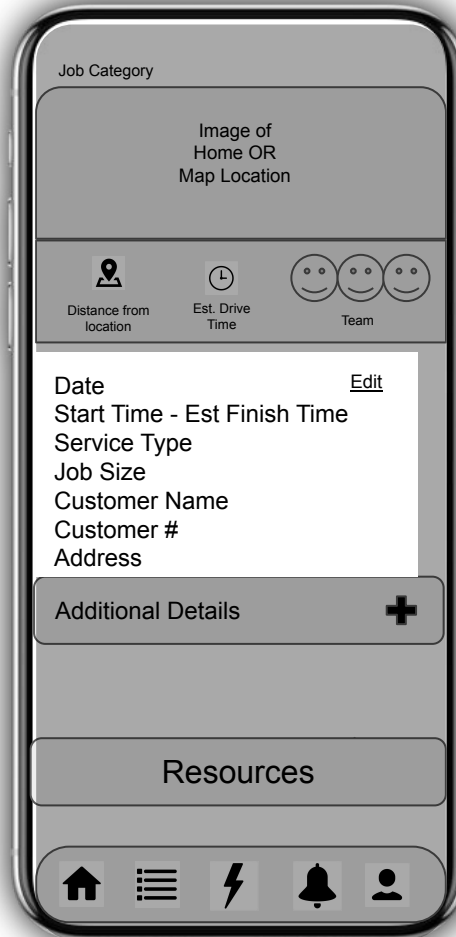 Job Category
Image of
Home OR
Map Location
Distance from
location
Est. Drive
Time
Team
Date
Edit
Start Time - Est Finish Time
Service Type
Job Size
Customer Name
Customer #
Address
Additional Details
Resources